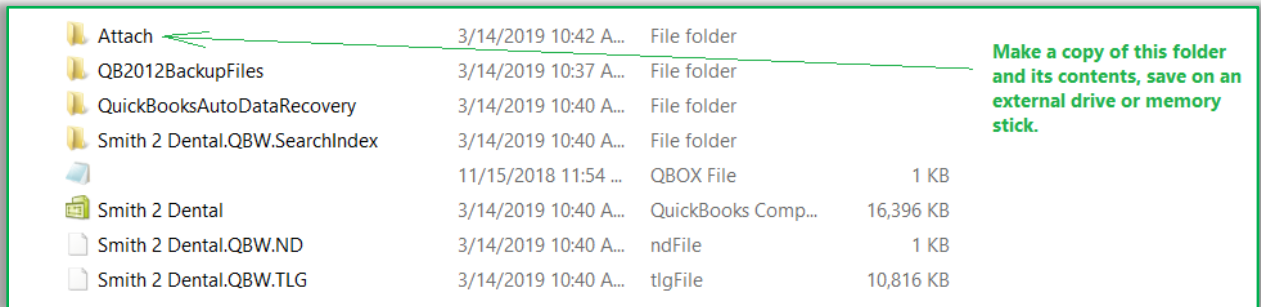 Attach 3/14/2019 10:42 A... File folder
QB2012BackupFiles 3/14/2019 10:37 A... File folder
QuickBooksAutoDataRecovery 3/14/2019 10:40 A... File folder
Smith 2 Dental.QBW.SearchIndex 3/14/2019 10:40 A... File folder
11/15/2018 11:54 ... QBOX File 1 KB
Smith 2 Dental 3/14/2019 10:40 A... QuickBooks Comp... 16,396 KB
Smith 2 Dental.QBW.ND 3/14/2019 10:40 A... ndFile 1 KB
Smith 2 Dental.QBW.TLG 3/14/2019 10:40 A... tlgFile 10,816 KB
Make a copy of this folder
and its contents, save on an
external drive or memory
stick.